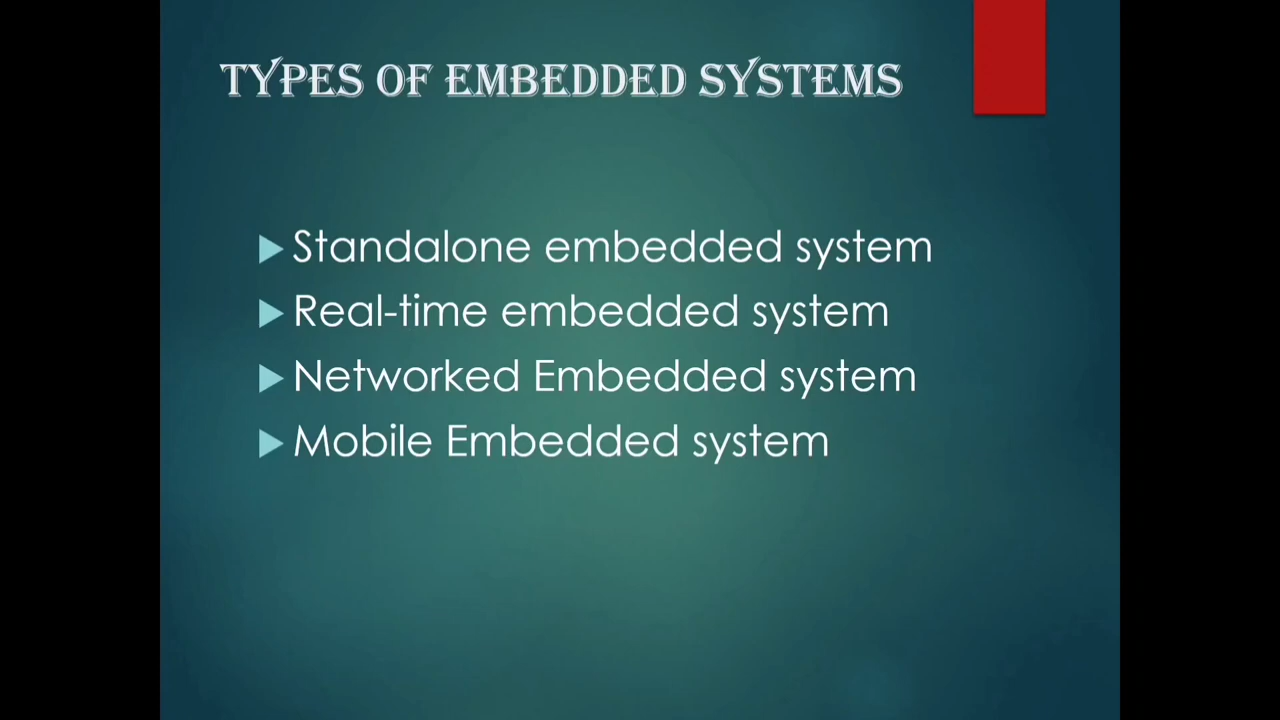 TYPES OF EMBEDDED SYSTEMS
Standalone embedded system
Real-time embedded system
Networked Embedded system
Mobile Embedded system